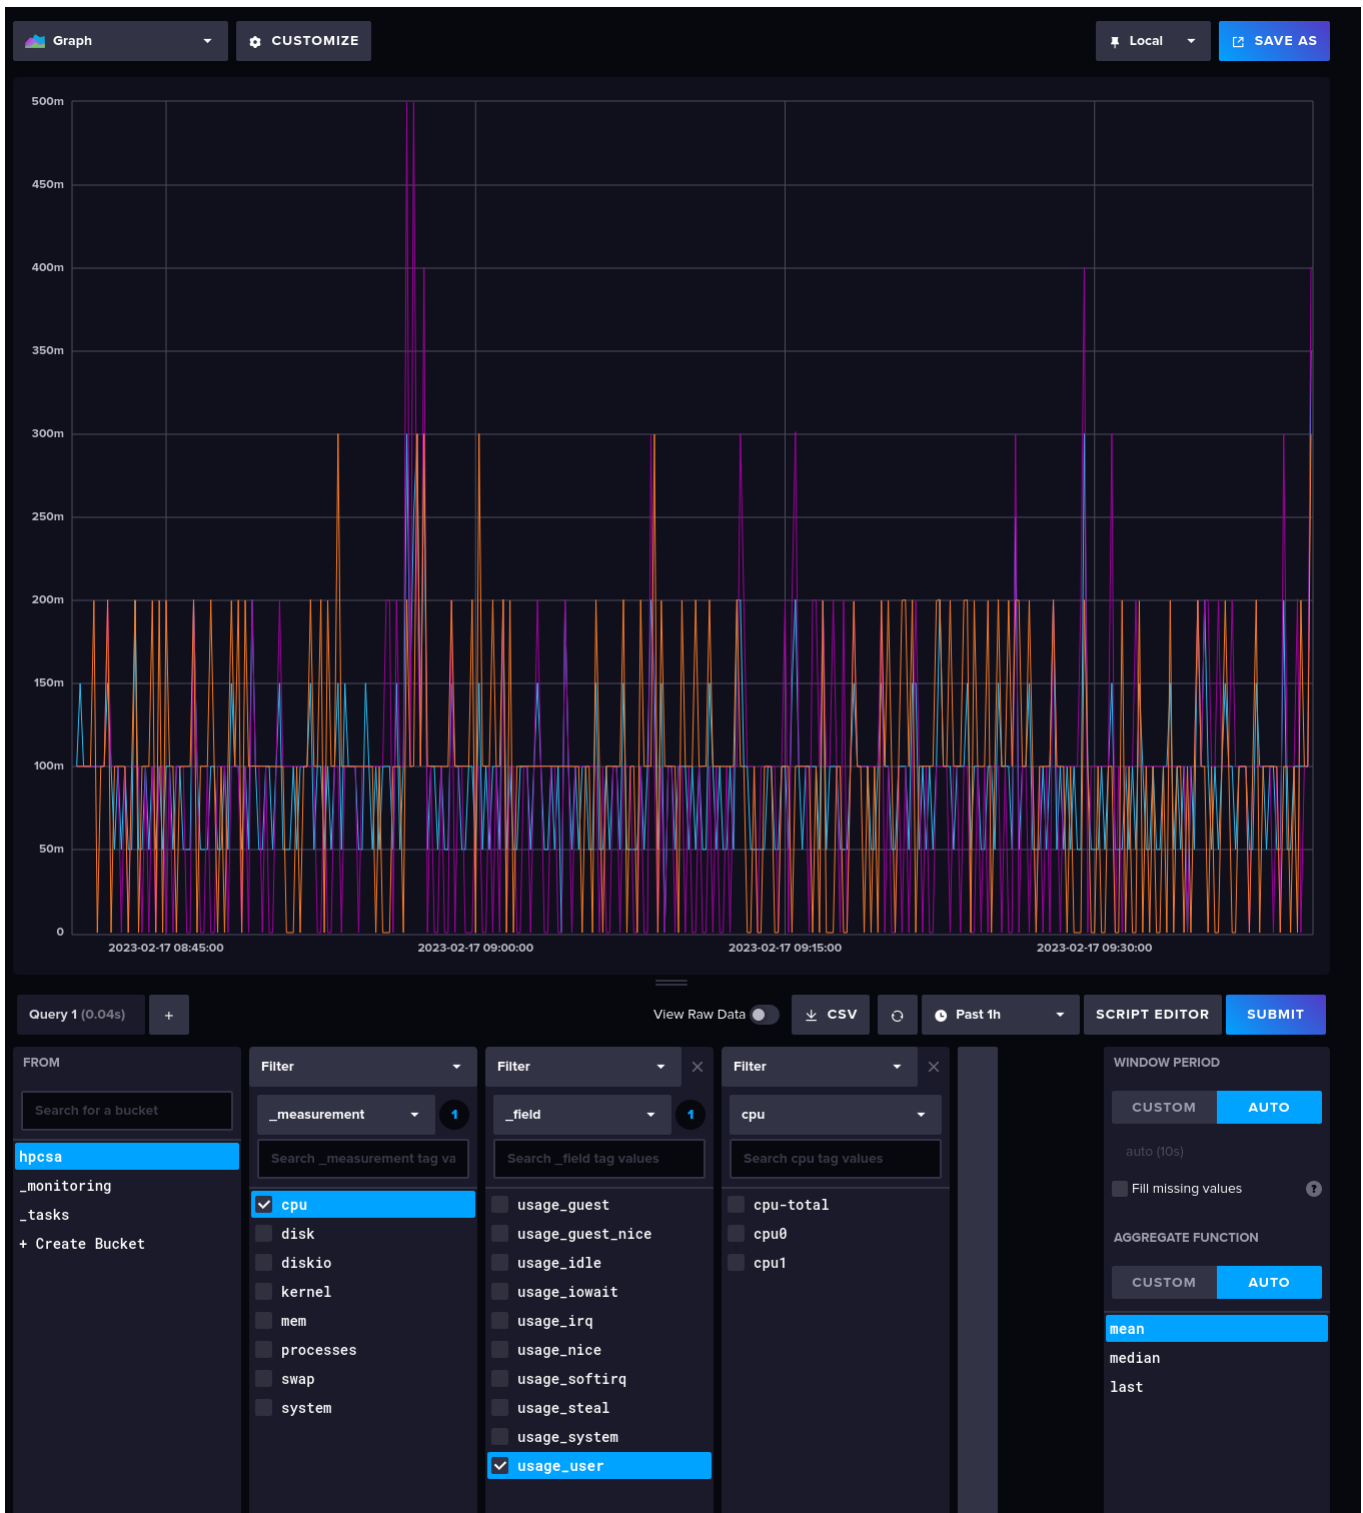 Graph
CUSTOMIZE
Local
SAVE AS
500m
450m
400m
350m
300m
250m
200m
150m
100m
50m
0
2023-02-17 08:45:00
2023-02-17 09:00:00
2023-02-17 09:15:00
2023-02-17 09:30:00
Query 1 (0.04s)
+
View Raw Data
CSV
Past 1h
SCRIPT EDITOR
SUBMIT
FROM
Search for a bucket
hpcsa
_monitoring
_tasks
+ Create Bucket
Filter
_measurement
1
Search _measurement tag va
cpu
disk
diskio
kernel
mem
processes
swap
system
Filter
_field
1
Search _field tag values
usage_guest
usage_guest_nice
usage_idle
usage_iowait
usage_irq
usage_nice
usage_softirq
usage_steal
usage_system
usage_user
Filter
cpu
Search cpu tag values
cpu-total
cpu0
cpu1
WINDOW PERIOD
CUSTOM
AUTO
auto (10s)
Fill missing values
?
AGGREGATE FUNCTION
CUSTOM
AUTO
mean
median
last